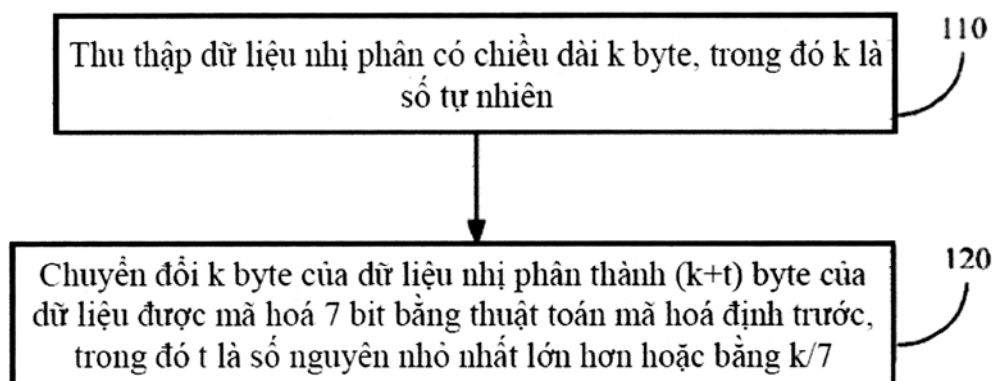 110
Thu thập dữ liệu nhị phân có chiều dài k byte, trong đó k là
số tự nhiên
120
Chuyển đổi k byte của dữ liệu nhị phân thành (k+t) byte của
dữ liệu được mã hoá 7 bit bằng thuật toán mã hoá định trước,
trong đó t là số nguyên nhỏ nhất lớn hơn hoặc bằng k/7